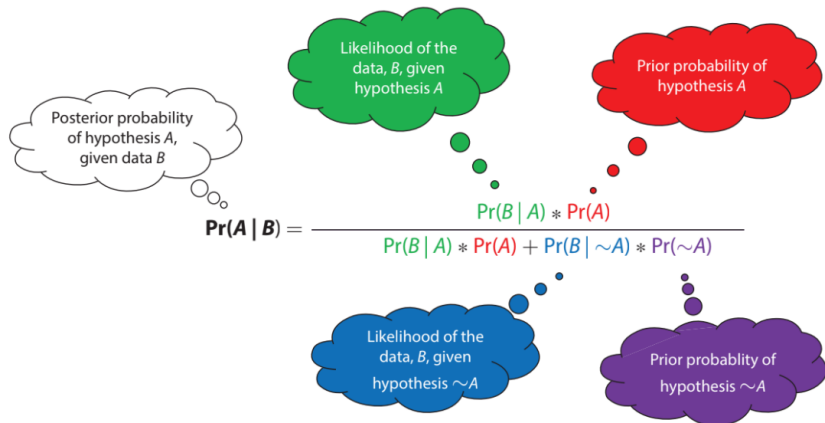 Likelihood of the
data, B, given
hypothesis A
Prior probability of
hypothesis A
Posterior probability
of hypothesis A,
given data B
Pr(B | A) * Pr(A)
Pr(A | B) =
Pr(B | A) * Pr(A) + Pr(B | ~A) * Pr(~A)
Likelihood of the
data, B, given
hypothesis ~A
Prior probablity of
hypothesis ~A